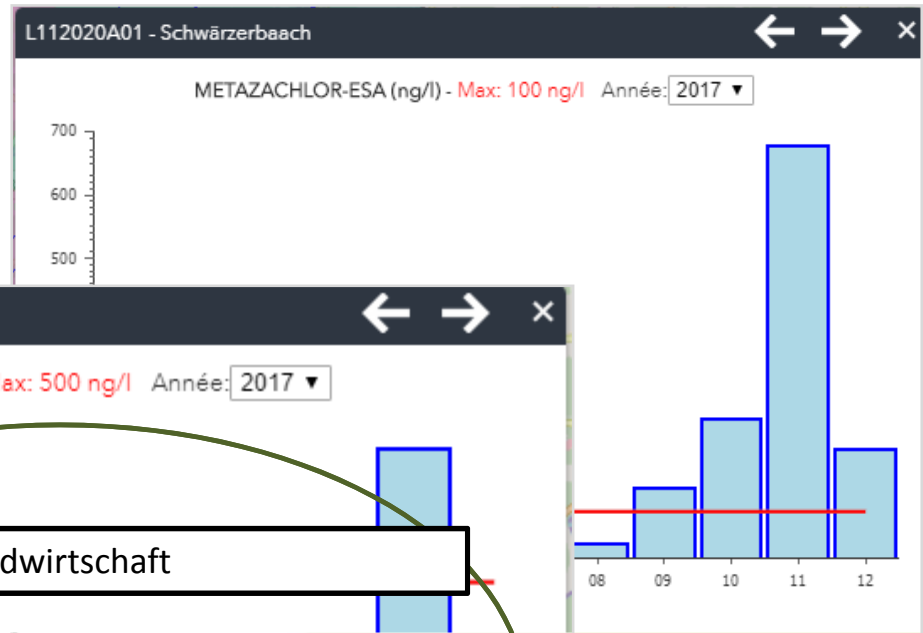 L112020A01 - Schwärzerbaach
METAZACHLOR-ESA (ng/l) - Max: 100 ng/l Année: 2017
700
600
500
ax: 500 ng/l Année: 2017
dwirtschaft
08 09 10 11 12